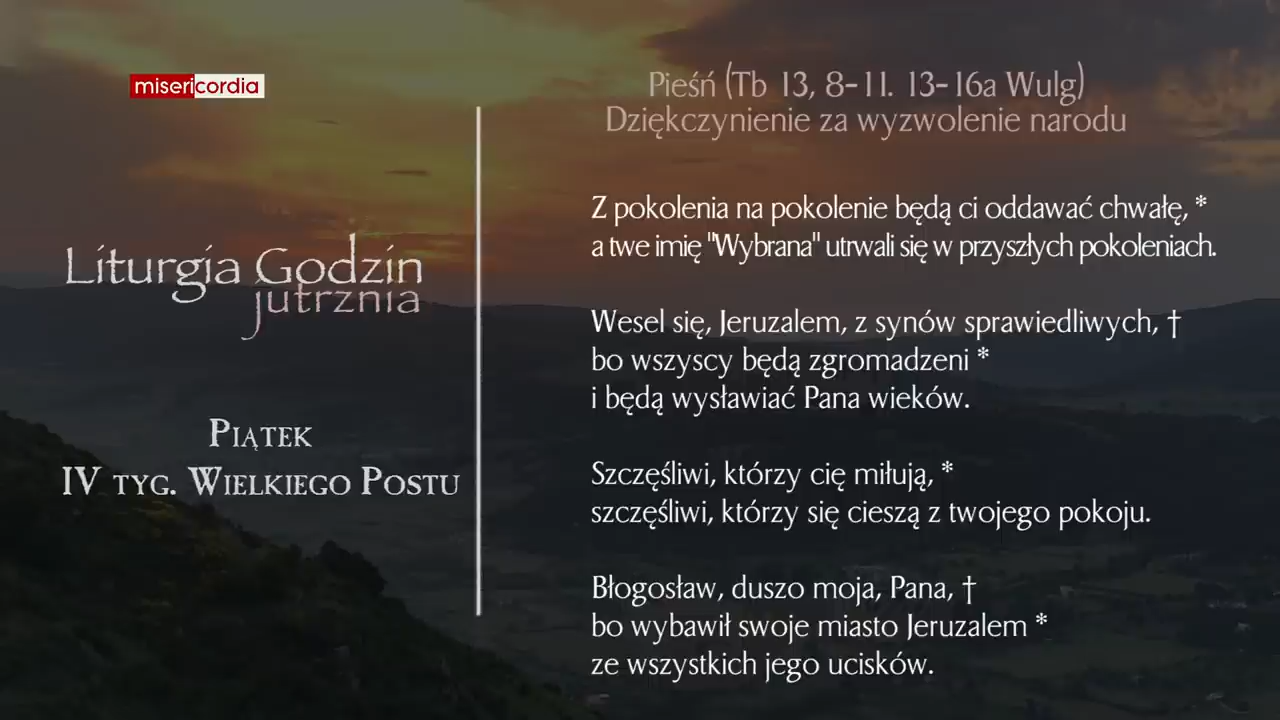 misericordia
Liturgia Godzin
jutrznia
Piątek
IV tyg. Wielkiego Postu
Pieśń (Tb 13, 8-11. 13-16a Wulg)
Dziękczynienie za wyzwolenie narodu
Z pokolenia na pokolenie będą ci oddawać chwałę, *
a twe imię "Wybrana" utrwali się w przyszłych pokoleniach.
Wesel się, Jeruzalem, z synów sprawiedliwych, †
bo wszyscy będą zgromadzeni *
i będą wysławiać Pana wieków.
Szczęśliwi, którzy cię miłują, *
szczęśliwi, którzy się cieszą z twojego pokoju.
Błogosław, duszo moja, Pana, †
bo wybawił swoje miasto Jeruzalem *
ze wszystkich jego ucisków.